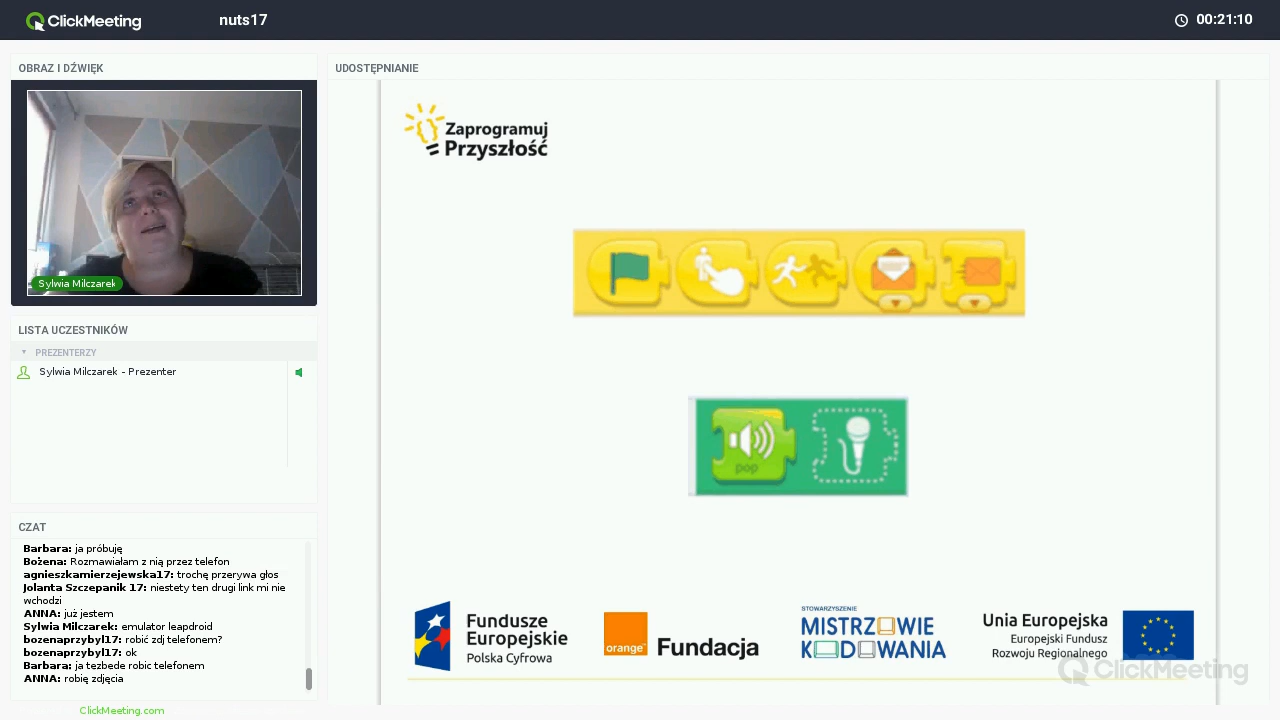 ClickMeeting
nuts17
00:21:10
OBRAZ I DŹWIĘK
Sylwia Milczarek
LISTA UCZESTNIKÓW
PREZENTERZY
Sylwia Milczarek - Prezenter
CZAT
Barbara: ja próbuję
Bożena: Rozmawiałam z nią przez telefon
agnieszkamierzejewska17: trochę przerywa głos
Jolanta Szczepanik 17: niestety ten drugi link mi nie
wchodzi
ANNA: już jestem
Sylwia Milczarek: emulator leapdroid
bozenaprzybyl17: robić zdj telefonem?
bozenaprzybyl17: ok
Barbara: ja tezbede robic telefonem
ANNA: robię zdjęcia
ClickMeeting.com
UDOSTĘPNIANIE
Zaprogramuj
Przyszłość
pop
Fundusze
Europejskie
Polska Cyfrowa
orange
Fundacja
STOWARZYSZENIE
MISTRZOWIE
KODOWANIA
Unia Europejska
Europejski Fundusz
Rozwoju Regionalnego
ClickMeeting